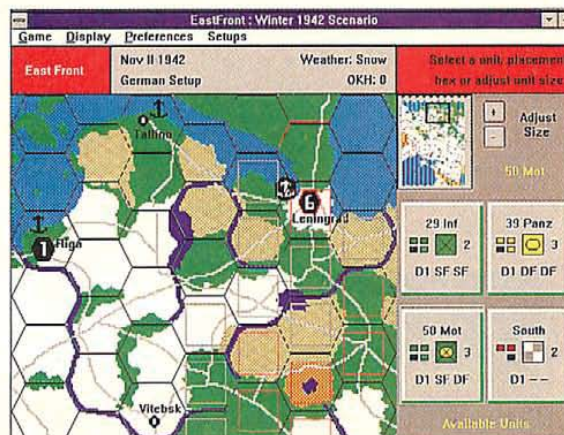 EastFront : Winter 1942 Scenario
Game Display Preferences Setups
East Front
Nov II 1942
Weather: Snow
German Setup
OKH: 0
Select a unit, placement
hex or adjust unit size
Tallinn
Adjust
Size
50 Mot
6
Leningrad
1
Riga
29 Inf
2
D1 SF SF
39 Panz
3
D1 DF DF
50 Mot
3
D1 SF DF
South
2
D1 - -
Vitebsk
Available Units